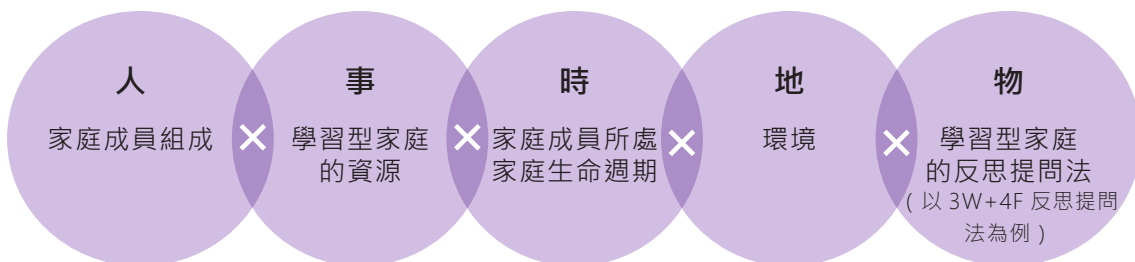 人
家庭成員組成
×
事
學習型家庭
的資源
×
時
家庭成員所處
家庭生命週期
×
地
環境
×
物
學習型家庭
的反思提問法
(以 3W+4F 反思提問
法為例)